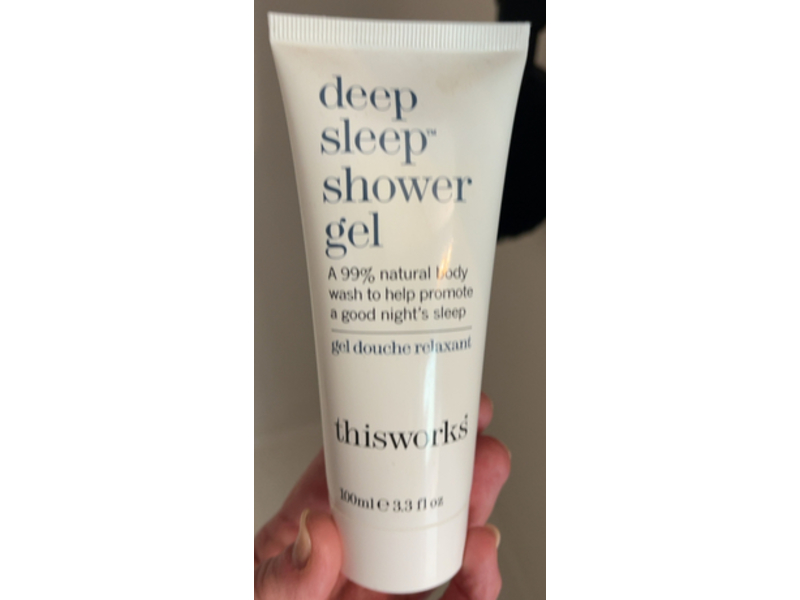 deep
sleep™
shower
gel
A 99% natural body
wash to help promote
a good night's sleep
gel douche relaxant
thisworks®
100ml ℮ 3.3 fl oz